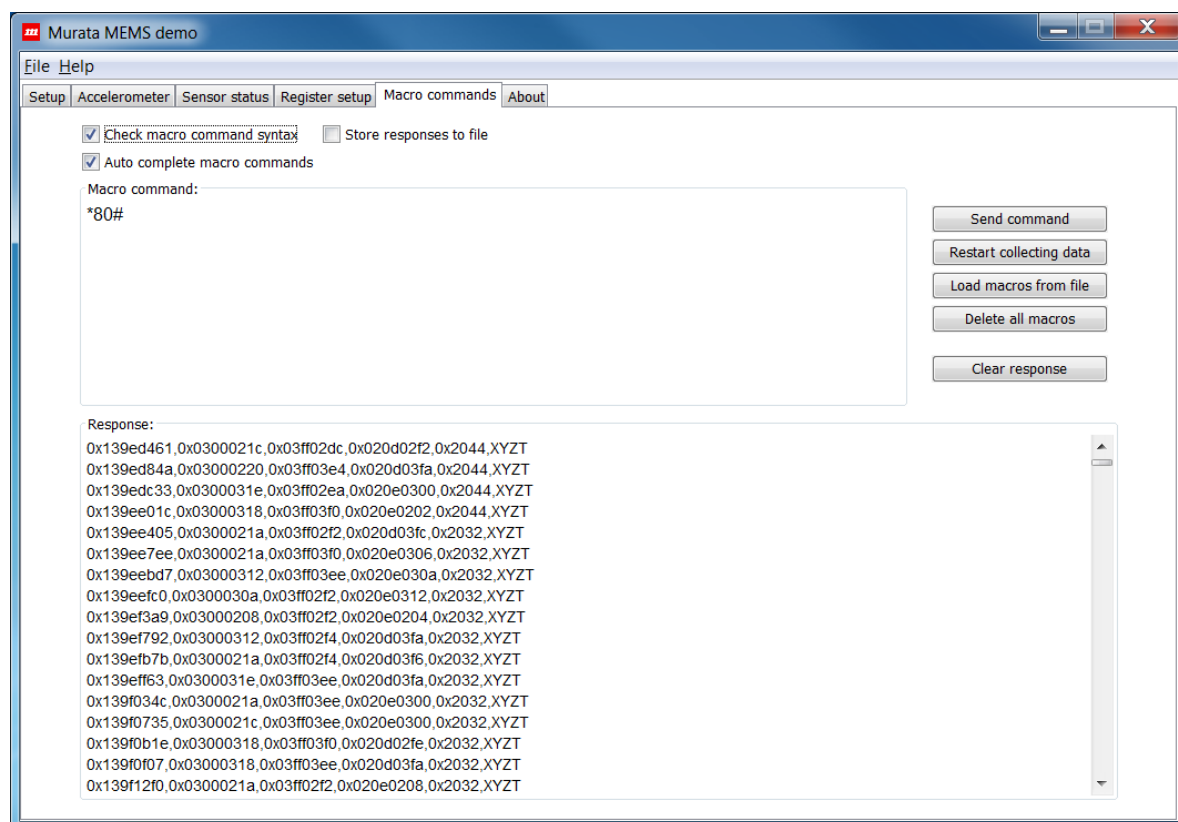 m Murata MEMS demo
File Help
Setup Accelerometer Sensor status Register setup Macro commands About
Check macro command syntax Store responses to file
Auto complete macro commands
Macro command:
*80#
Send command
Restart collecting data
Load macros from file
Delete all macros
Clear response
Response:
0x139ed461,0x0300021c,0x03ff02dc,0x020d02f2,0x2044,XYZT
0x139ed84a,0x03000220,0x03ff03e4,0x020d03fa,0x2044,XYZT
0x139edc33,0x0300031e,0x03ff02ea,0x020e0300,0x2044,XYZT
0x139ee01c,0x03000318,0x03ff03f0,0x020e0202,0x2044,XYZT
0x139ee405,0x0300021a,0x03ff02f2,0x020d03fc,0x2032,XYZT
0x139ee7ee,0x0300021a,0x03ff03f0,0x020e0306,0x2032,XYZT
0x139eebd7,0x03000312,0x03ff03ee,0x020e030a,0x2032,XYZT
0x139eefc0,0x0300030a,0x03ff02f2,0x020e0312,0x2032,XYZT
0x139ef3a9,0x03000208,0x03ff02f2,0x020e0204,0x2032,XYZT
0x139ef792,0x03000312,0x03ff02f4,0x020d03fa,0x2032,XYZT
0x139efb7b,0x0300021a,0x03ff02f4,0x020d03f6,0x2032,XYZT
0x139eff63,0x0300031e,0x03ff03ee,0x020d03fa,0x2032,XYZT
0x139f034c,0x0300021a,0x03ff03ee,0x020e0300,0x2032,XYZT
0x139f0735,0x0300021c,0x03ff03ee,0x020e0300,0x2032,XYZT
0x139f0b1e,0x03000318,0x03ff03f0,0x020d02fe,0x2032,XYZT
0x139f0f07,0x03000318,0x03ff03ee,0x020d03fa,0x2032,XYZT
0x139f12f0,0x0300021a,0x03ff02f2,0x020e0208,0x2032,XYZT